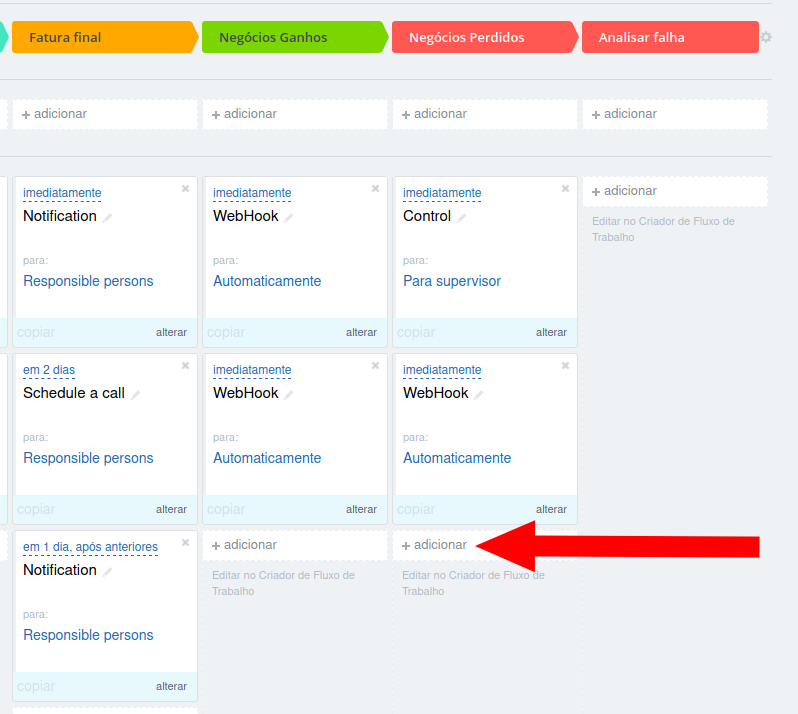 Fatura final
Negócios Ganhos
Negócios Perdidos
Analisar falha
+ adicionar
+ adicionar
+ adicionar
+ adicionar
imediatamente
Notification
para:
Responsible persons
copiar alterar
imediatamente
WebHook
para:
Automaticamente
copiar alterar
imediatamente
Control
para:
Para supervisor
copiar alterar
+ adicionar
Editar no Criador de Fluxo de
Trabalho
em 2 dias
Schedule a call
para:
Responsible persons
copiar alterar
imediatamente
WebHook
para:
Automaticamente
copiar alterar
imediatamente
WebHook
para:
Automaticamente
copiar alterar
em 1 dia, após anteriores
Notification
para:
Responsible persons
copiar alterar
+ adicionar
Editar no Criador de Fluxo de
Trabalho
+ adicionar
Editar no Criador de Fluxo de
Trabalho